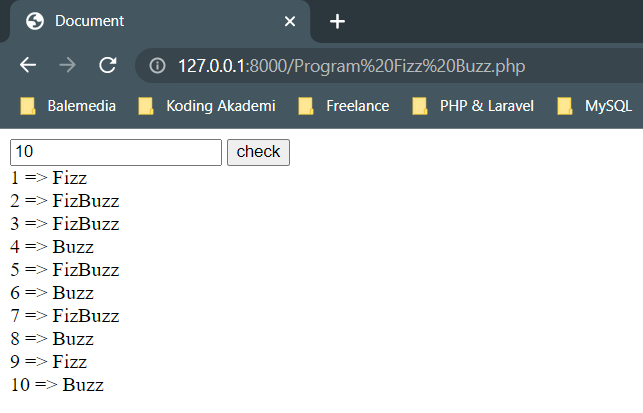 Document
127.0.0.1:8000/Program%20Fizz%20Buzz.php
Balemedia Koding Akademi Freelance PHP & Laravel MySQL
10 check
1 => Fizz
2 => FizBuzz
3 => FizBuzz
4 => Buzz
5 => FizBuzz
6 => Buzz
7 => FizBuzz
8 => Buzz
9 => Fizz
10 => Buzz